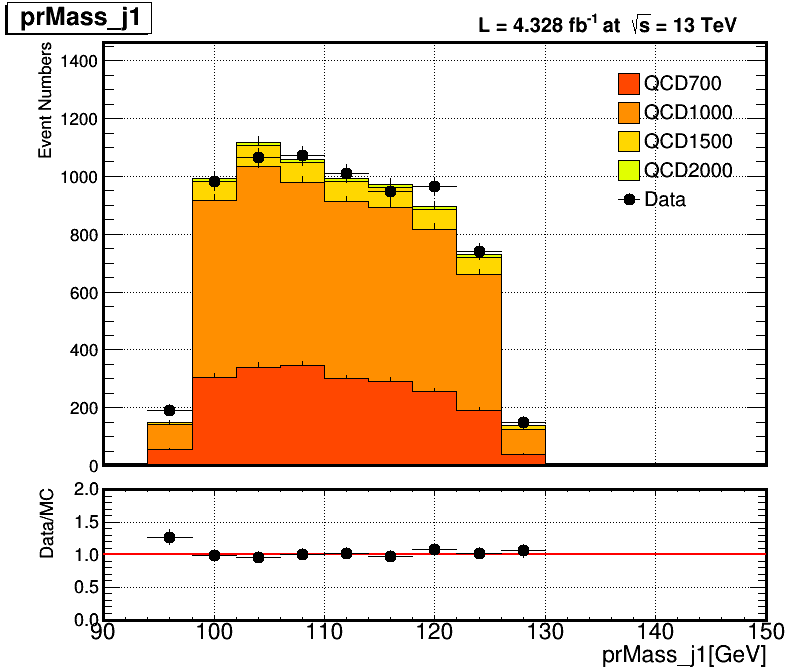 prMass_j1
L = 4.328 fb⁻¹ at √s = 13 TeV
Event Numbers
1400
1200
1000
800
600
400
200
0
QCD700
QCD1000
QCD1500
QCD2000
Data
Data/MC
2.0
1.5
1.0
0.5
0.0
90 100 110 120 130 140 150
prMass_j1[GeV]